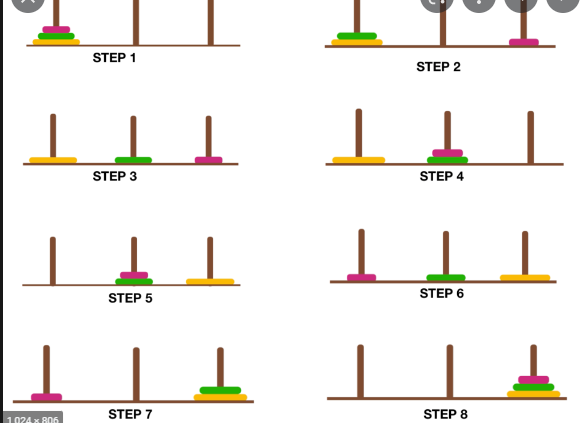 STEP 1
STEP 2
STEP 3
STEP 4
STEP 5
STEP 6
STEP 7
STEP 8
1,024 × 806